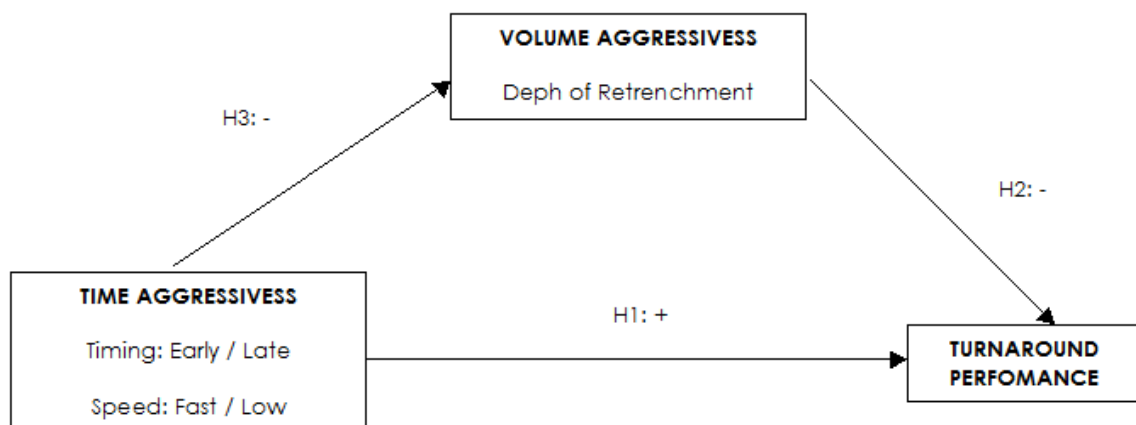 VOLUME AGGRESSIVESS
Deph of Retrenchment
H3: -
H2: -
TIME AGGRESSIVESS
Timing: Early / Late
Speed: Fast / Low
H1: +
TURNAROUND
PERFOMANCE